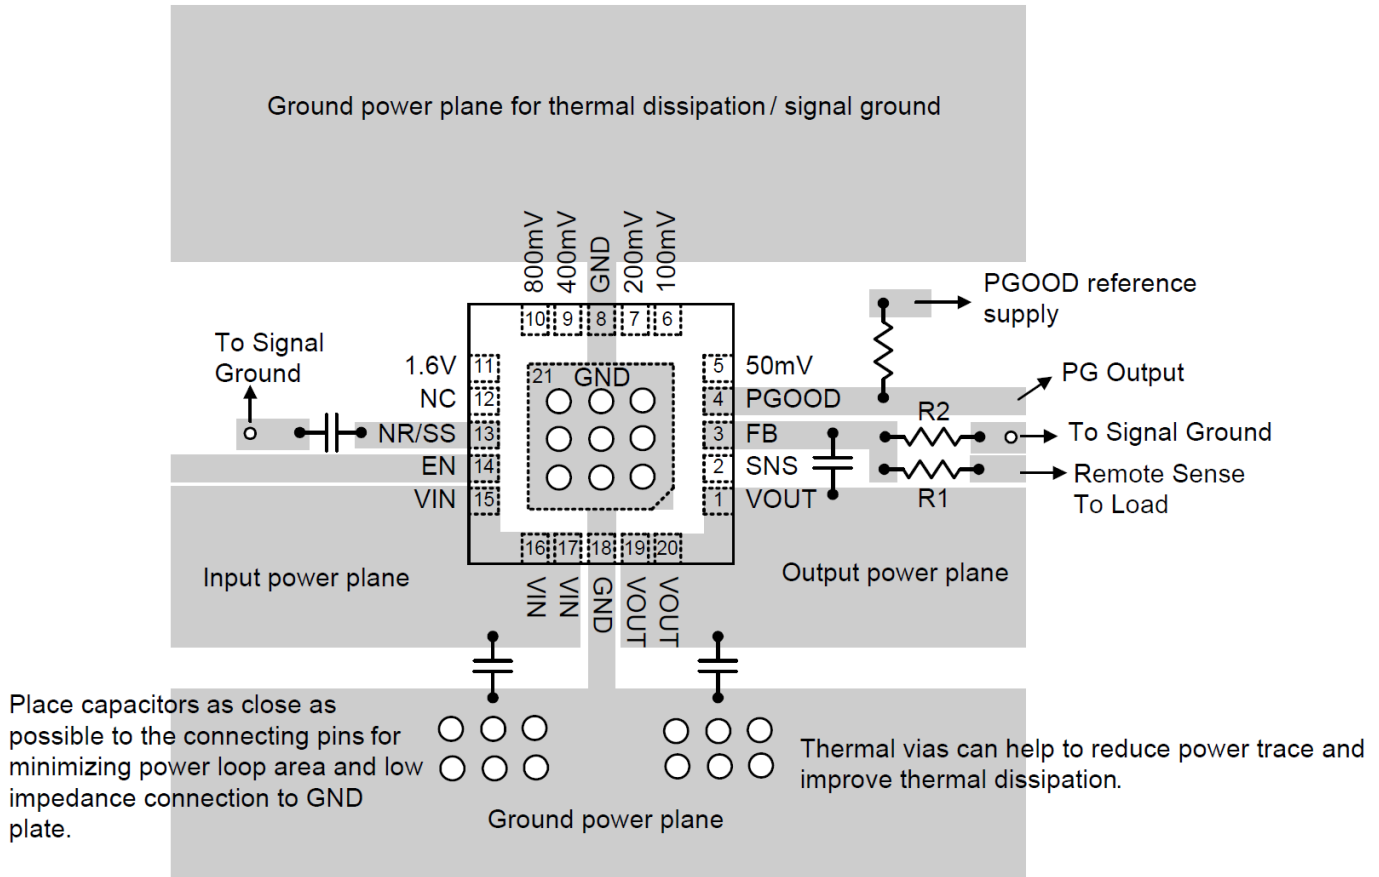 Ground power plane for thermal dissipation / signal ground
800mV
400mV
GND
200mV
100mV
10
9
8
7
6
PGOOD reference
supply
To Signal
Ground
1.6V
11
NC
12
NR/SS
13
EN
14
VIN
15
21
GND
5
50mV
4
PGOOD
3
FB
2
SNS
1
VOUT
PG Output
R2
To Signal Ground
R1
Remote Sense
To Load
16
17
18
19
20
VIN
VIN
GND
VOUT
VOUT
Input power plane
Output power plane
Place capacitors as close as
possible to the connecting pins for
minimizing power loop area and low
impedance connection to GND
plate.
Thermal vias can help to reduce power trace and
improve thermal dissipation.
Ground power plane